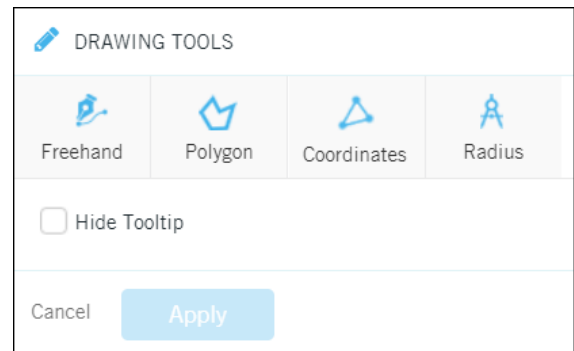 DRAWING TOOLS
Freehand Polygon Coordinates Radius
Hide Tooltip
Cancel Apply